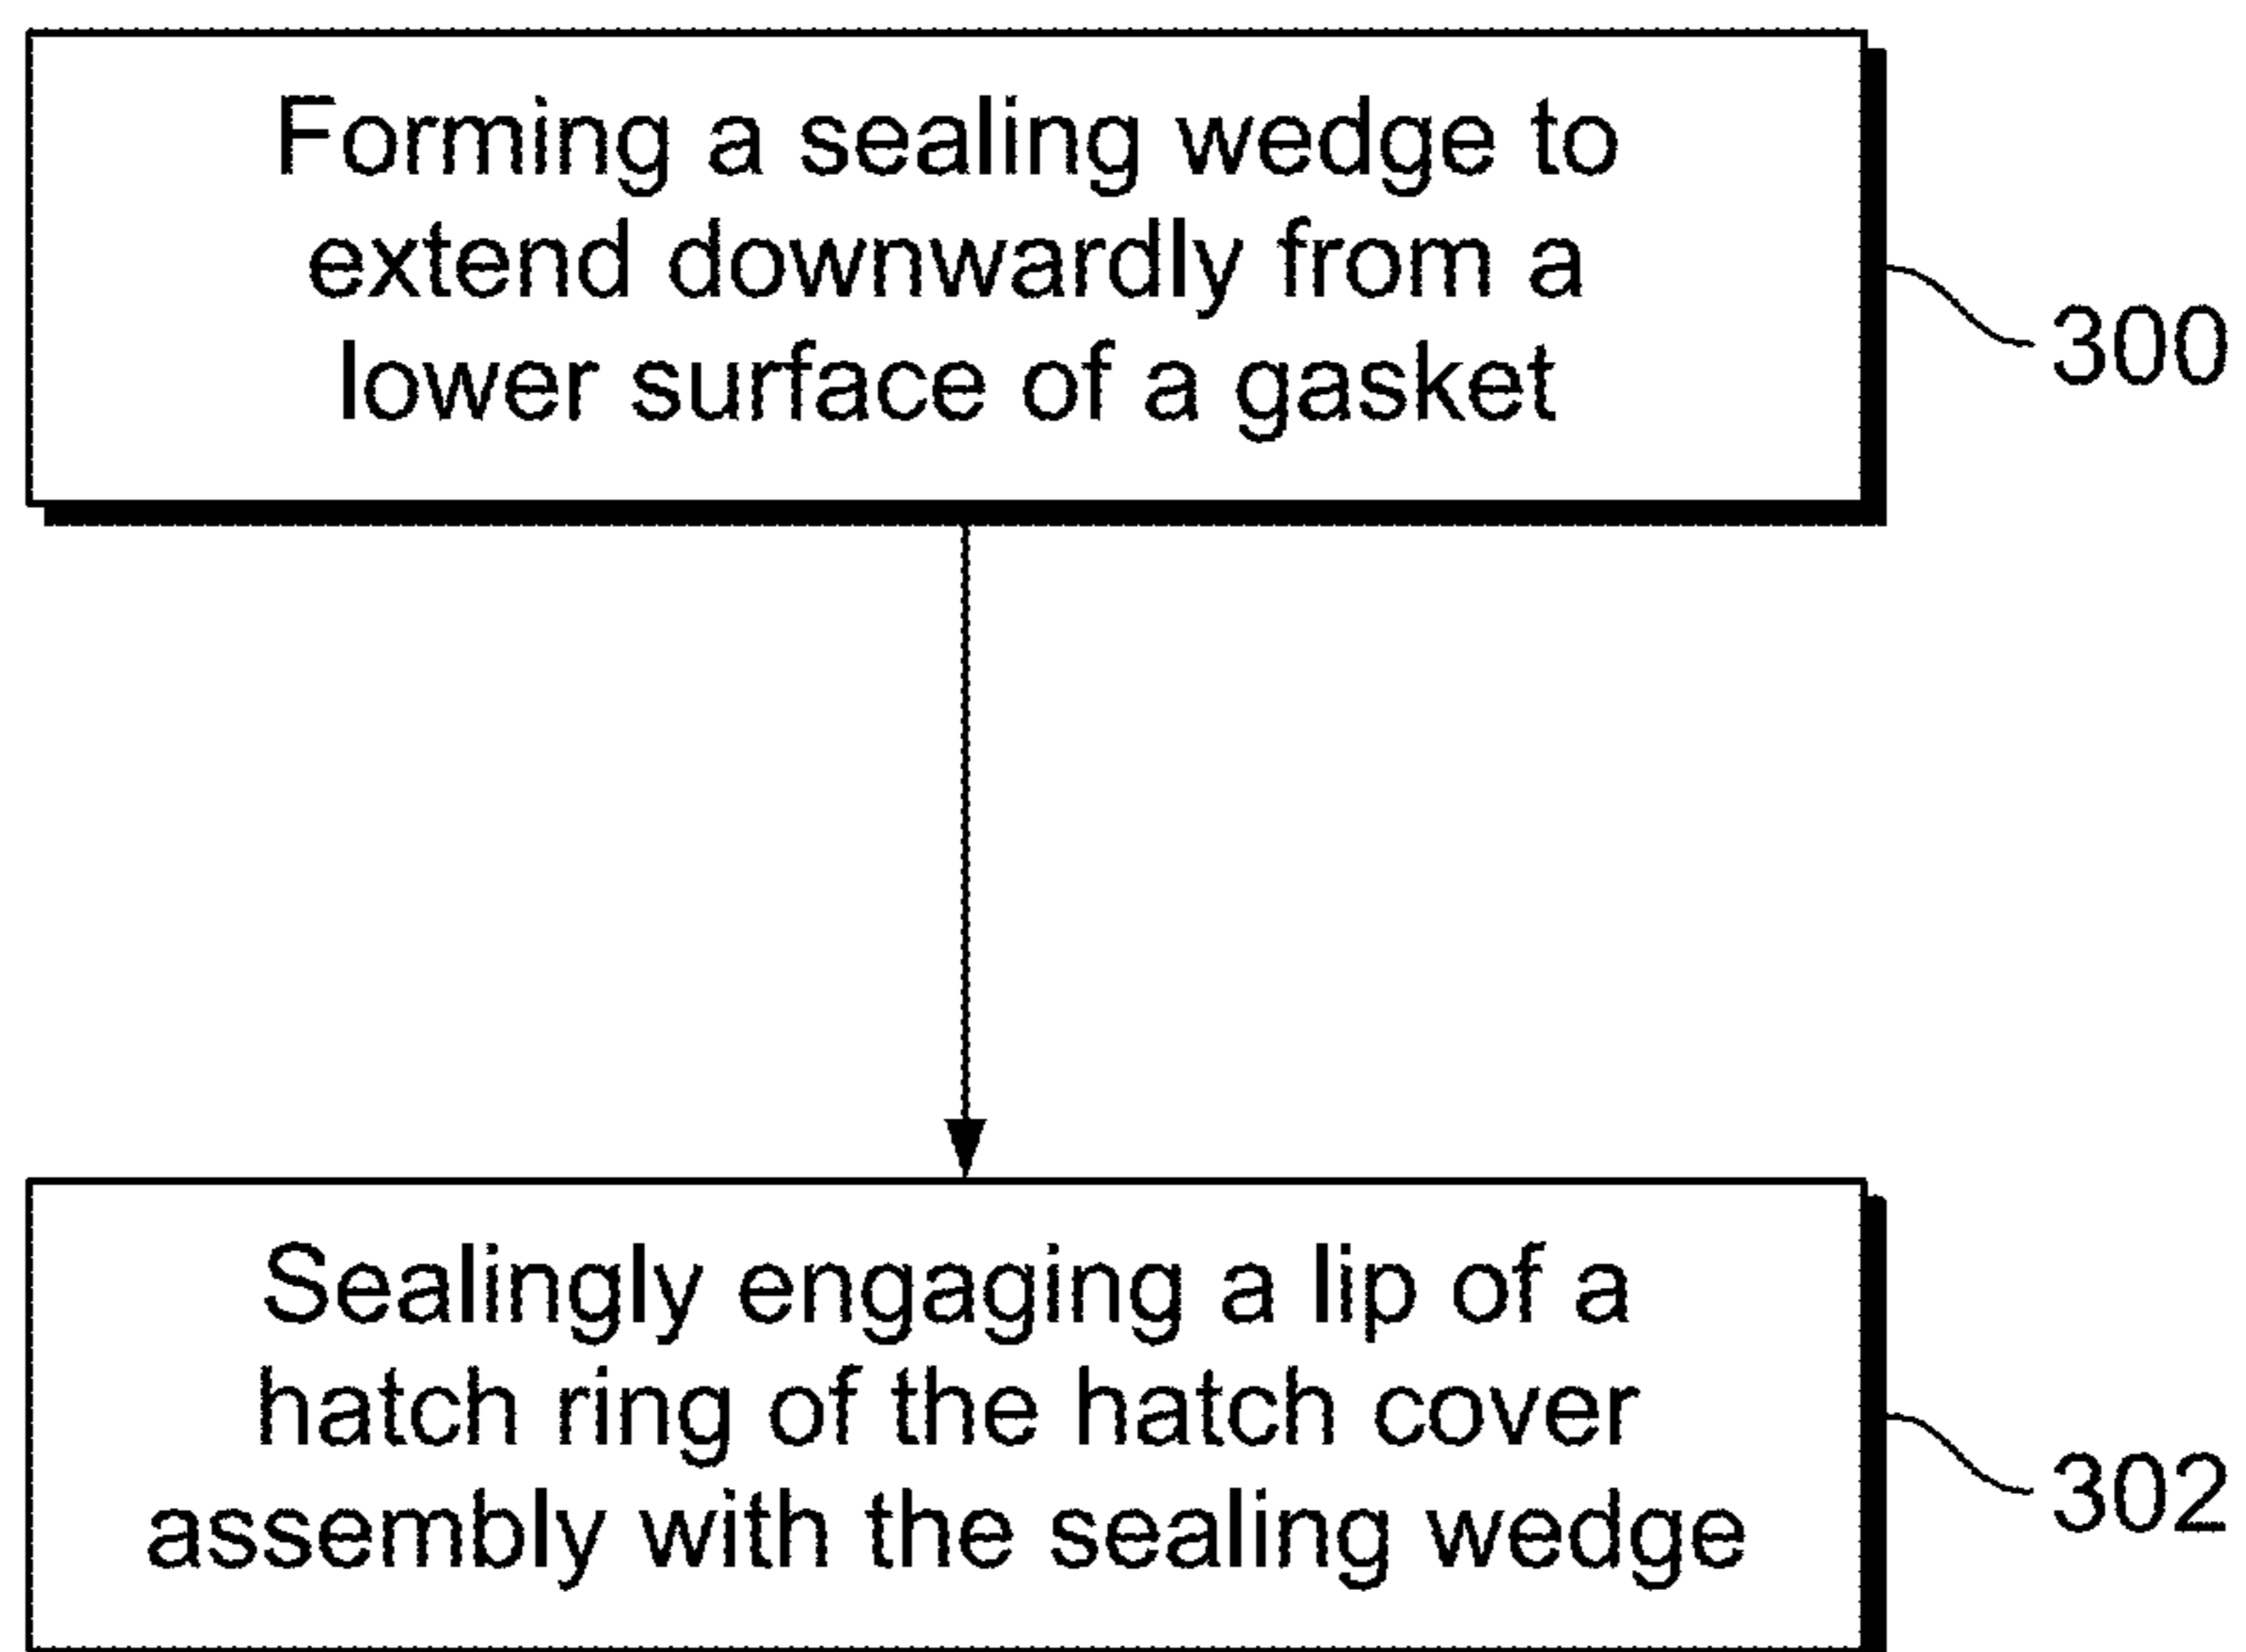 Forming a sealing wedge to
extend downwardly from a
lower surface of a gasket
300
Sealingly engaging a lip of a
hatch ring of the hatch cover
assembly with the sealing wedge
302